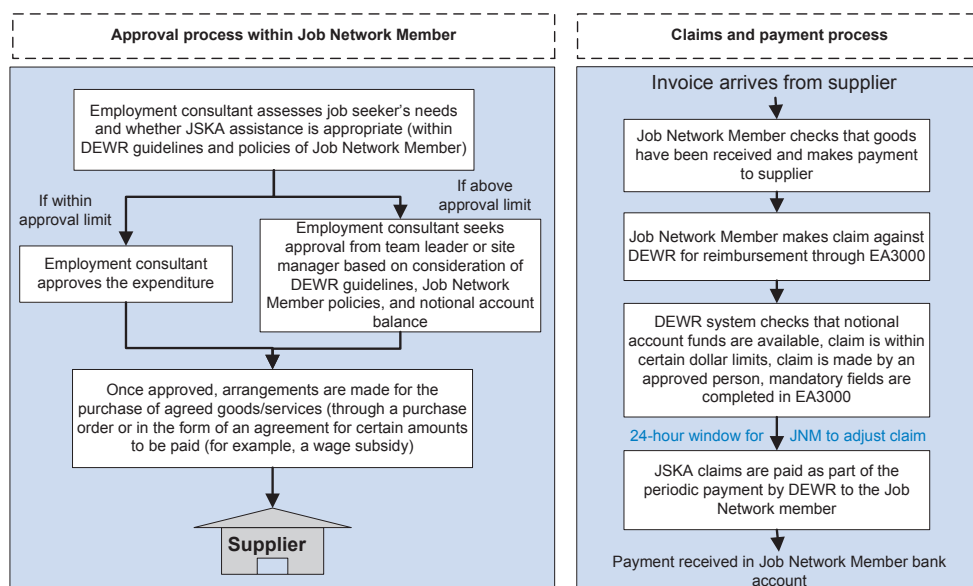 Approval process within Job Network Member
Employment consultant assesses job seeker's needs
and whether JSKA assistance is appropriate (within
DEWR guidelines and policies of Job Network Member)
If within
approval limit
If above
approval limit
Employment consultant
approves the expenditure
Employment consultant seeks
approval from team leader or site
manager based on consideration of
DEWR guidelines, Job Network
Member policies, and notional account
balance
Once approved, arrangements are made for the
purchase of agreed goods/services (through a purchase
order or in the form of an agreement for certain amounts
to be paid (for example, a wage subsidy)
Supplier
Claims and payment process
Invoice arrives from supplier
Job Network Member checks that goods
have been received and makes payment
to supplier
Job Network Member makes claim against
DEWR for reimbursement through EA3000
DEWR system checks that notional
account funds are available, claim is within
certain dollar limits, claim is made by an
approved person, mandatory fields are
completed in EA3000
24-hour window for JNM to adjust claim
JSKA claims are paid as part of the
periodic payment by DEWR to the Job
Network member
Payment received in Job Network Member bank
account